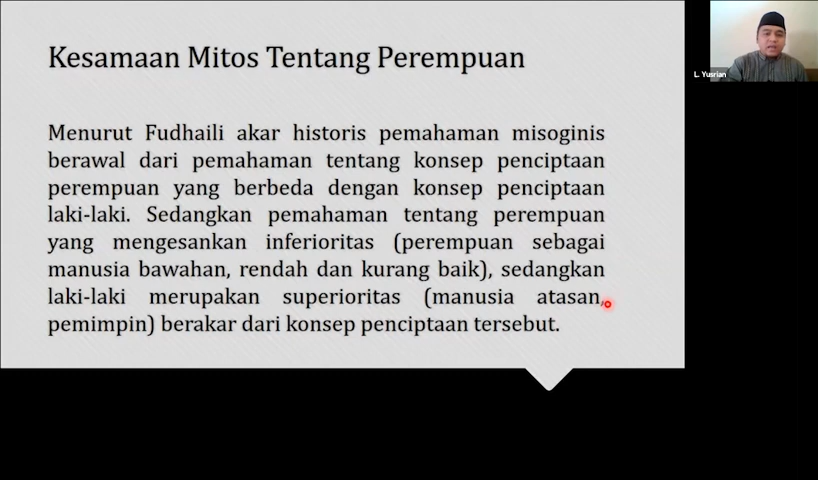 Kesamaan Mitos Tentang Perempuan
Menurut Fudhaili akar historis pemahaman misoginis
berawal dari pemahaman tentang konsep penciptaan
perempuan yang berbeda dengan konsep penciptaan
laki-laki. Sedangkan pemahaman tentang perempuan
yang mengesankan inferioritas (perempuan sebagai
manusia bawahan, rendah dan kurang baik), sedangkan
laki-laki merupakan superioritas (manusia atasan,
pemimpin) berakar dari konsep penciptaan tersebut.
L. Yusrian